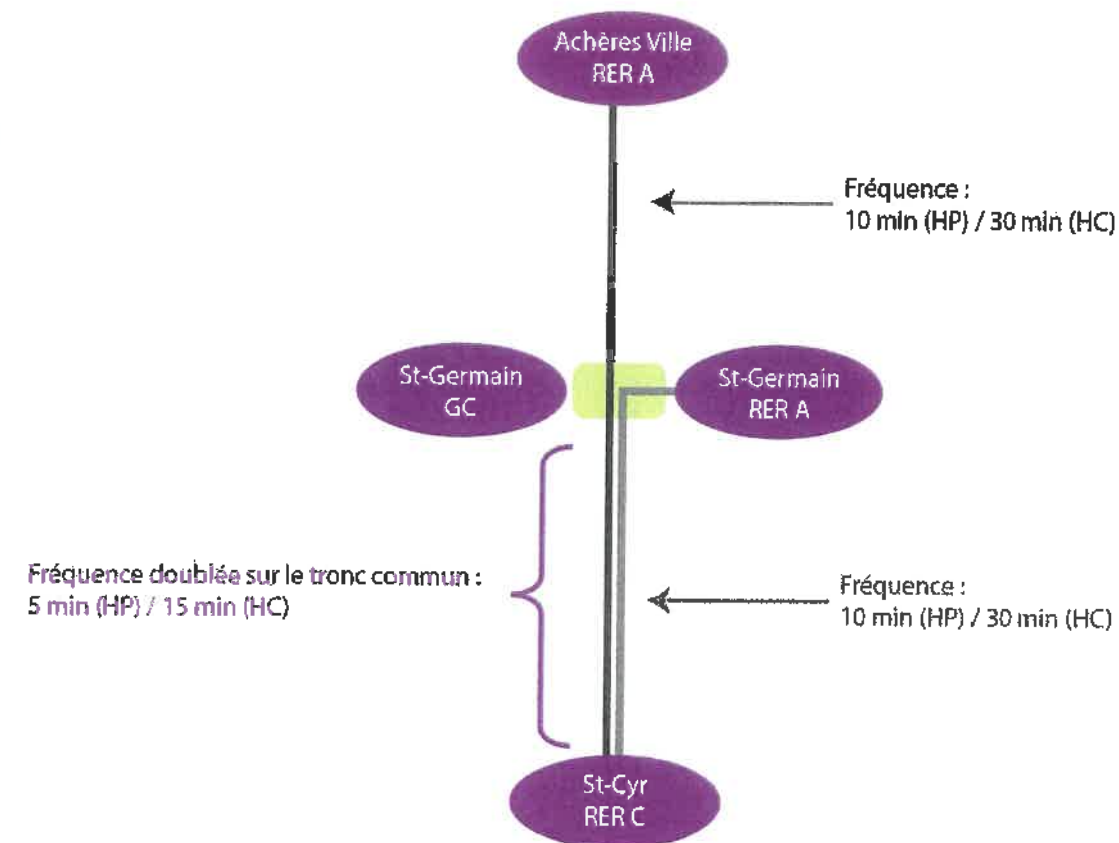 Achères Ville
RER A
Fréquence :
10 min (HP) / 30 min (HC)
St-Germain
GC
St-Germain
RER A
Fréquence doublée sur le tronc commun :
5 min (HP) / 15 min (HC)
Fréquence :
10 min (HP) / 30 min (HC)
St-Cyr
RER C